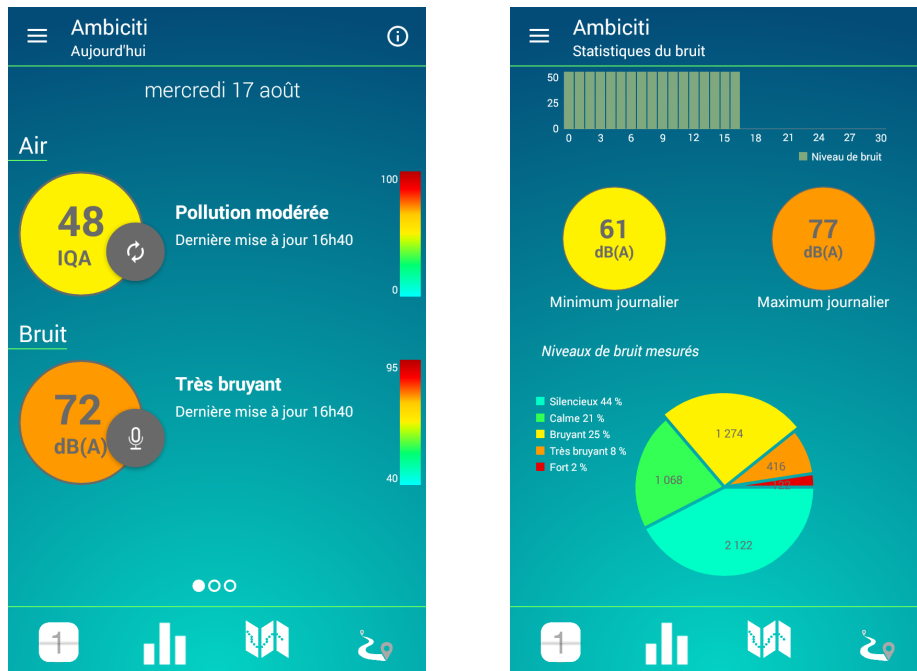 Ambiciti
Aujourd'hui
mercredi 17 août
Air
48
IQA
Pollution modérée
Dernière mise à jour 16h40
100
0
Bruit
72
dB(A)
Très bruyant
Dernière mise à jour 16h40
95
40
1
Ambiciti
Statistiques du bruit
50
25
0
0 3 6 9 12 15 18 21 24 27 30
Niveau de bruit
61
dB(A)
Minimum journalier
77
dB(A)
Maximum journalier
Niveaux de bruit mesurés
Silencieux 44 %
Calme 21 %
Bruyant 25 %
Très bruyant 8 %
Fort 2 %
1 274
416
1 068
2 122
1